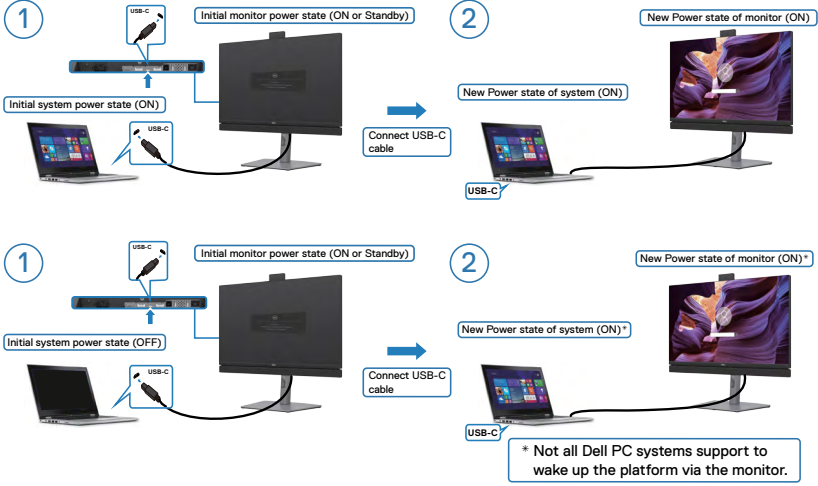 1
USB-C
Initial monitor power state (ON or Standby)
2
New Power state of monitor (ON)
Initial system power state (ON)
USB-C
New Power state of system (ON)
Connect USB-C
cable
USB-C
1
USB-C
Initial monitor power state (ON or Standby)
2
New Power state of monitor (ON)*
Initial system power state (OFF)
USB-C
New Power state of system (ON)*
Connect USB-C
cable
USB-C
* Not all Dell PC systems support to
wake up the platform via the monitor.